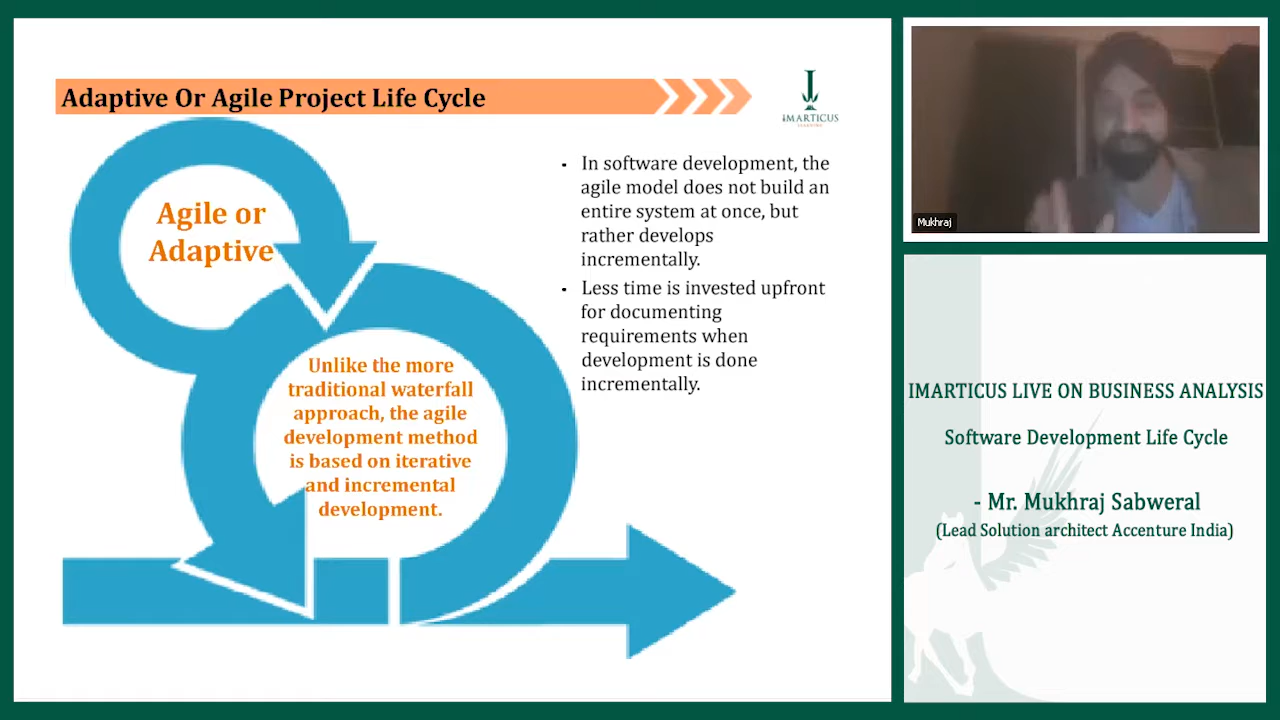 Adaptive Or Agile Project Life Cycle
IMARTICUS
LEARNING
Agile or
Adaptive
Unlike the more
traditional waterfall
approach, the agile
development method
is based on iterative
and incremental
development.
▪ In software development, the
agile model does not build an
entire system at once, but
rather develops
incrementally.
▪ Less time is invested upfront
for documenting
requirements when
development is done
incrementally.
Mukhraj
IMARTICUS LIVE ON BUSINESS ANALYSIS
Software Development Life Cycle
- Mr. Mukhraj Sabweral
(Lead Solution architect Accenture India)